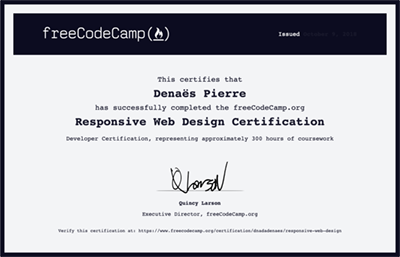 freeCodeCamp(🔥)
Issued
This certifies that
Denaës Pierre
has successfully completed the freeCodeCamp.org
Responsive Web Design Certification
Developer Certification, representing approximately 300 hours of coursework
QLarson
Quincy Larson
Executive Director, freeCodeCamp.org
Verify this certification at: https://www.freecodecamp.org/certification/dnadadenaes/responsive-web-design